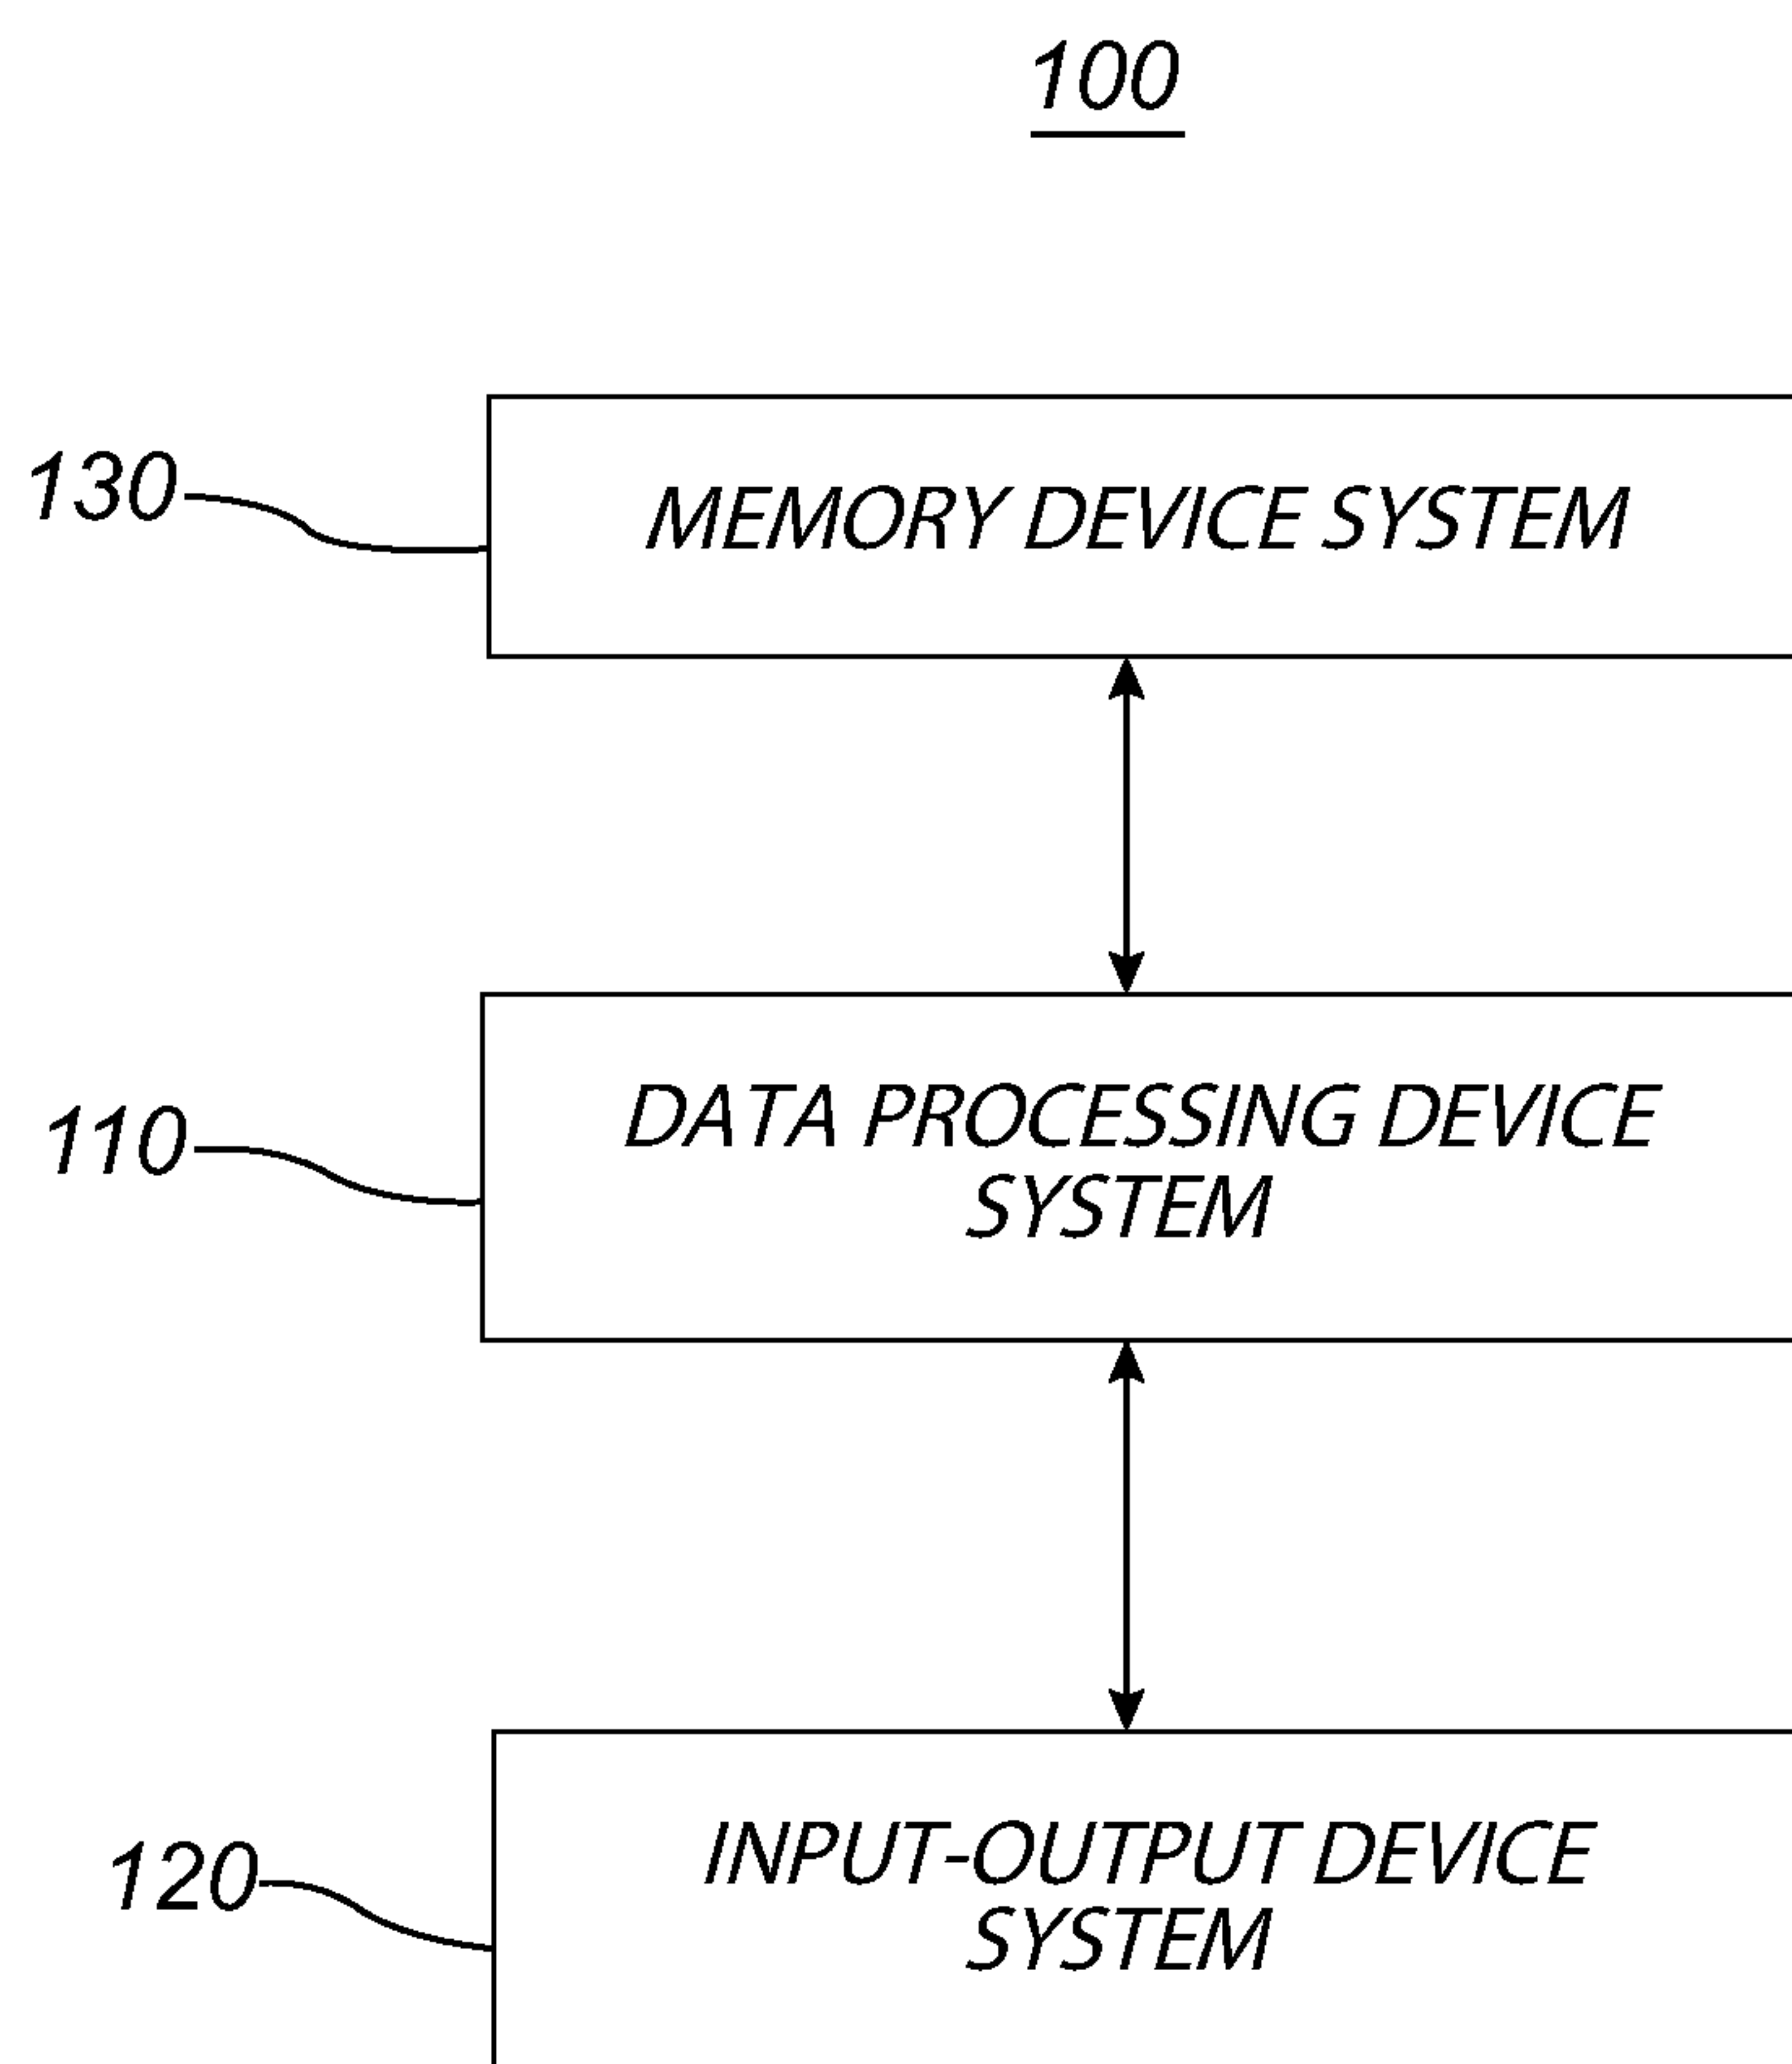 100
130
MEMORY DEVICE SYSTEM
110
DATA PROCESSING DEVICE
SYSTEM
120
INPUT-OUTPUT DEVICE
SYSTEM